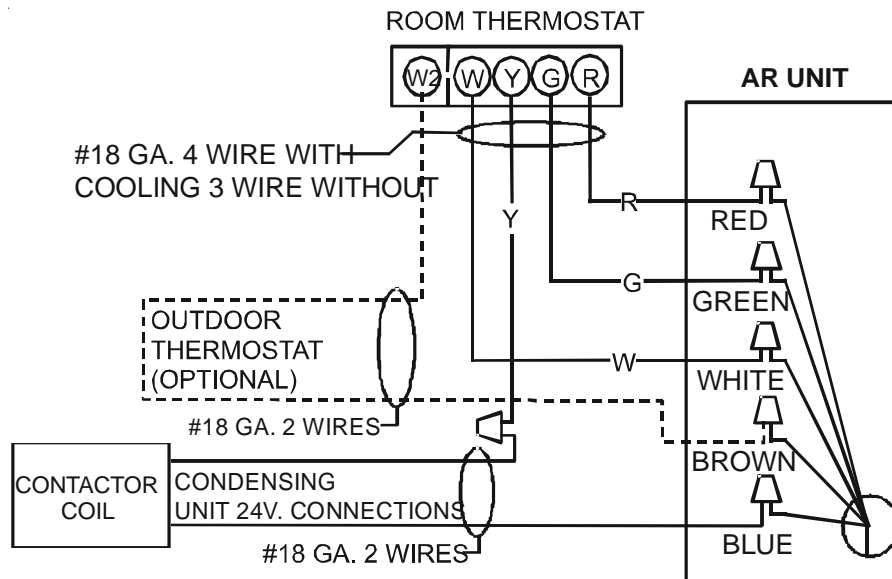 ROOM THERMOSTAT
W2 W Y G R
AR UNIT
#18 GA. 4 WIRE WITH
COOLING 3 WIRE WITHOUT
R
RED
Y
G
GREEN
OUTDOOR
THERMOSTAT
(OPTIONAL)
W
WHITE
#18 GA. 2 WIRES
BROWN
CONTACTOR
COIL
CONDENSING
UNIT 24V. CONNECTIONS
BLUE
#18 GA. 2 WIRES